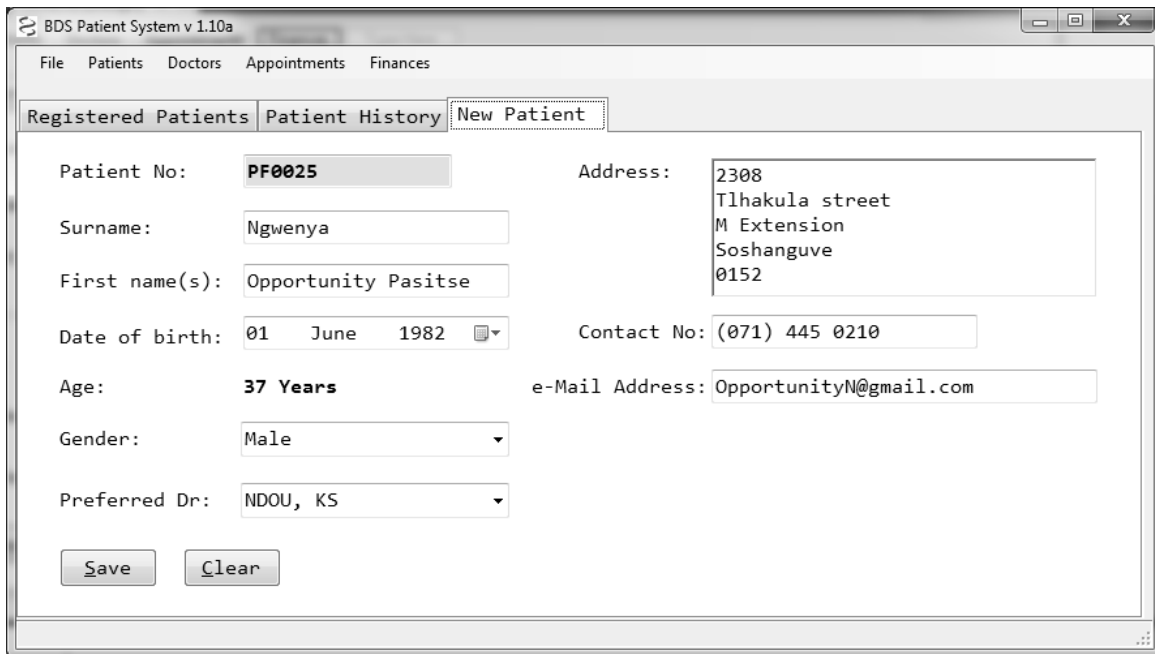 BDS Patient System v 1.10a
File Patients Doctors Appointments Finances
Registered Patients Patient History New Patient
Patient No: PF0025
Surname: Ngwenya
First name(s): Opportunity Pasitse
Date of birth: 01 June 1982
Age: 37 Years
Gender: Male
Preferred Dr: NDOU, KS
Save Clear
Address: 2308
Tlhakula street
M Extension
Soshanguve
0152
Contact No: (071) 445 0210
e-Mail Address: OpportunityN@gmail.com